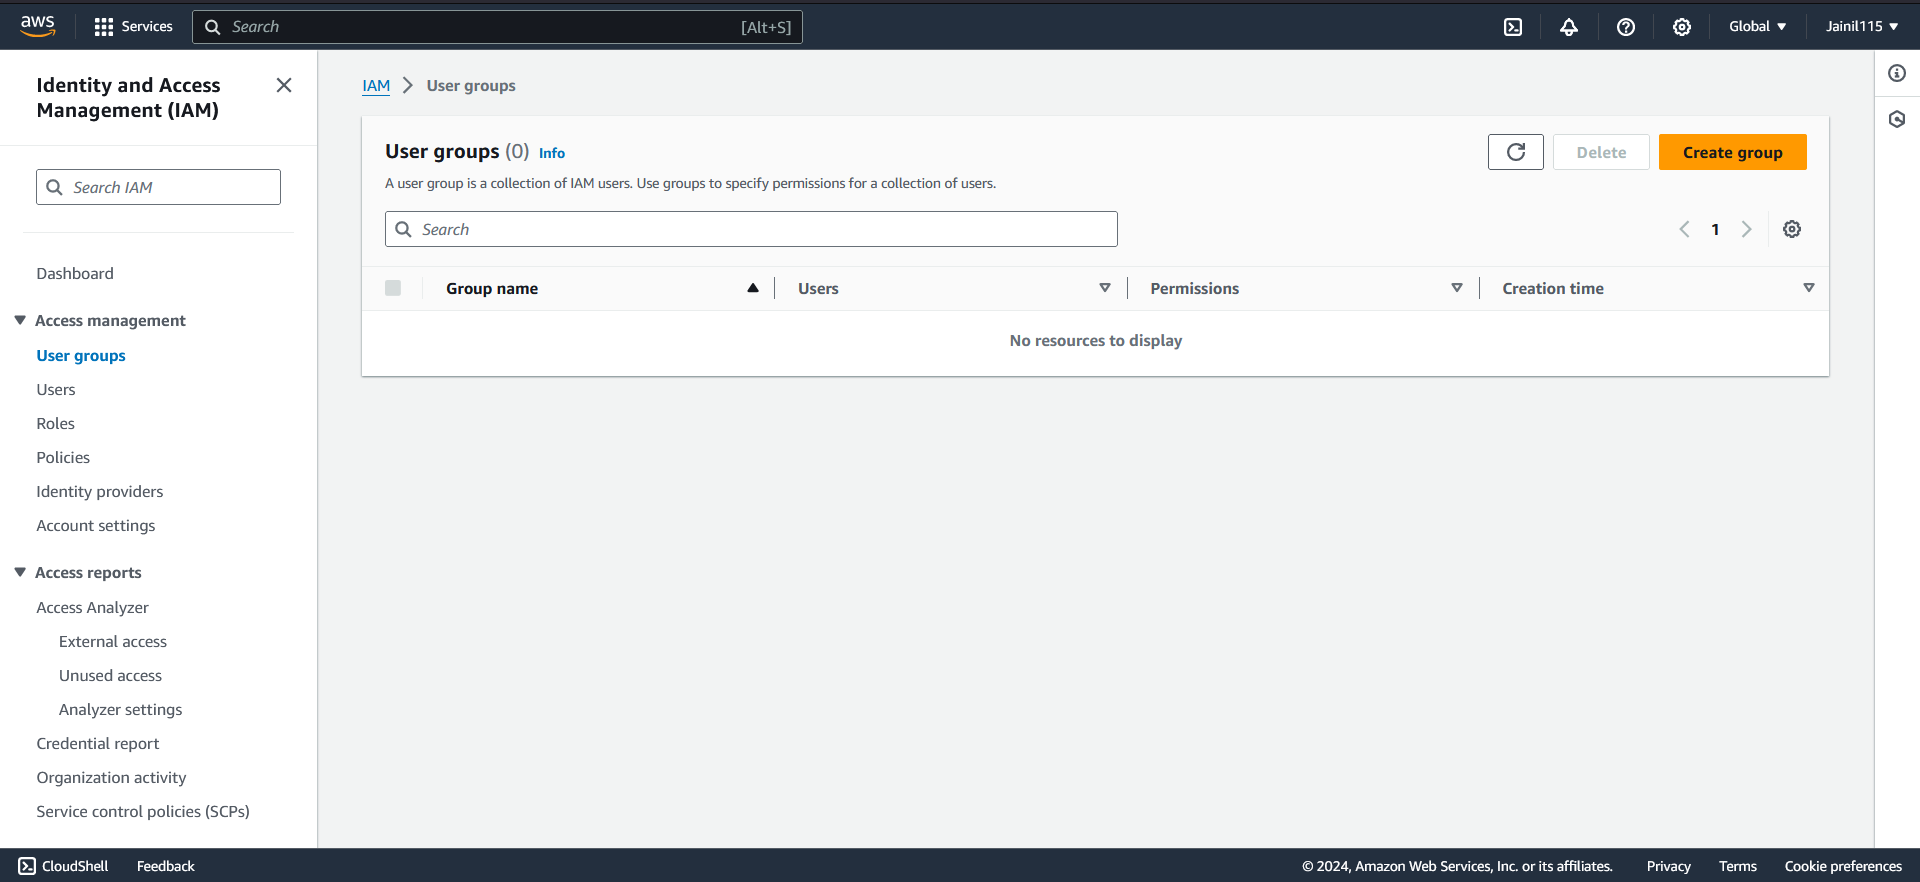 aws
Services
Search [Alt+S]
Global
Jainil115
Identity and Access
Management (IAM)
Search IAM
Dashboard
Access management
User groups
Users
Roles
Policies
Identity providers
Account settings
Access reports
Access Analyzer
External access
Unused access
Analyzer settings
Credential report
Organization activity
Service control policies (SCPs)
IAM
User groups
User groups (0) Info
A user group is a collection of IAM users. Use groups to specify permissions for a collection of users.
Delete
Create group
Search
1
Group name
Users
Permissions
Creation time
No resources to display
CloudShell
Feedback
© 2024, Amazon Web Services, Inc. or its affiliates.
Privacy
Terms
Cookie preferences